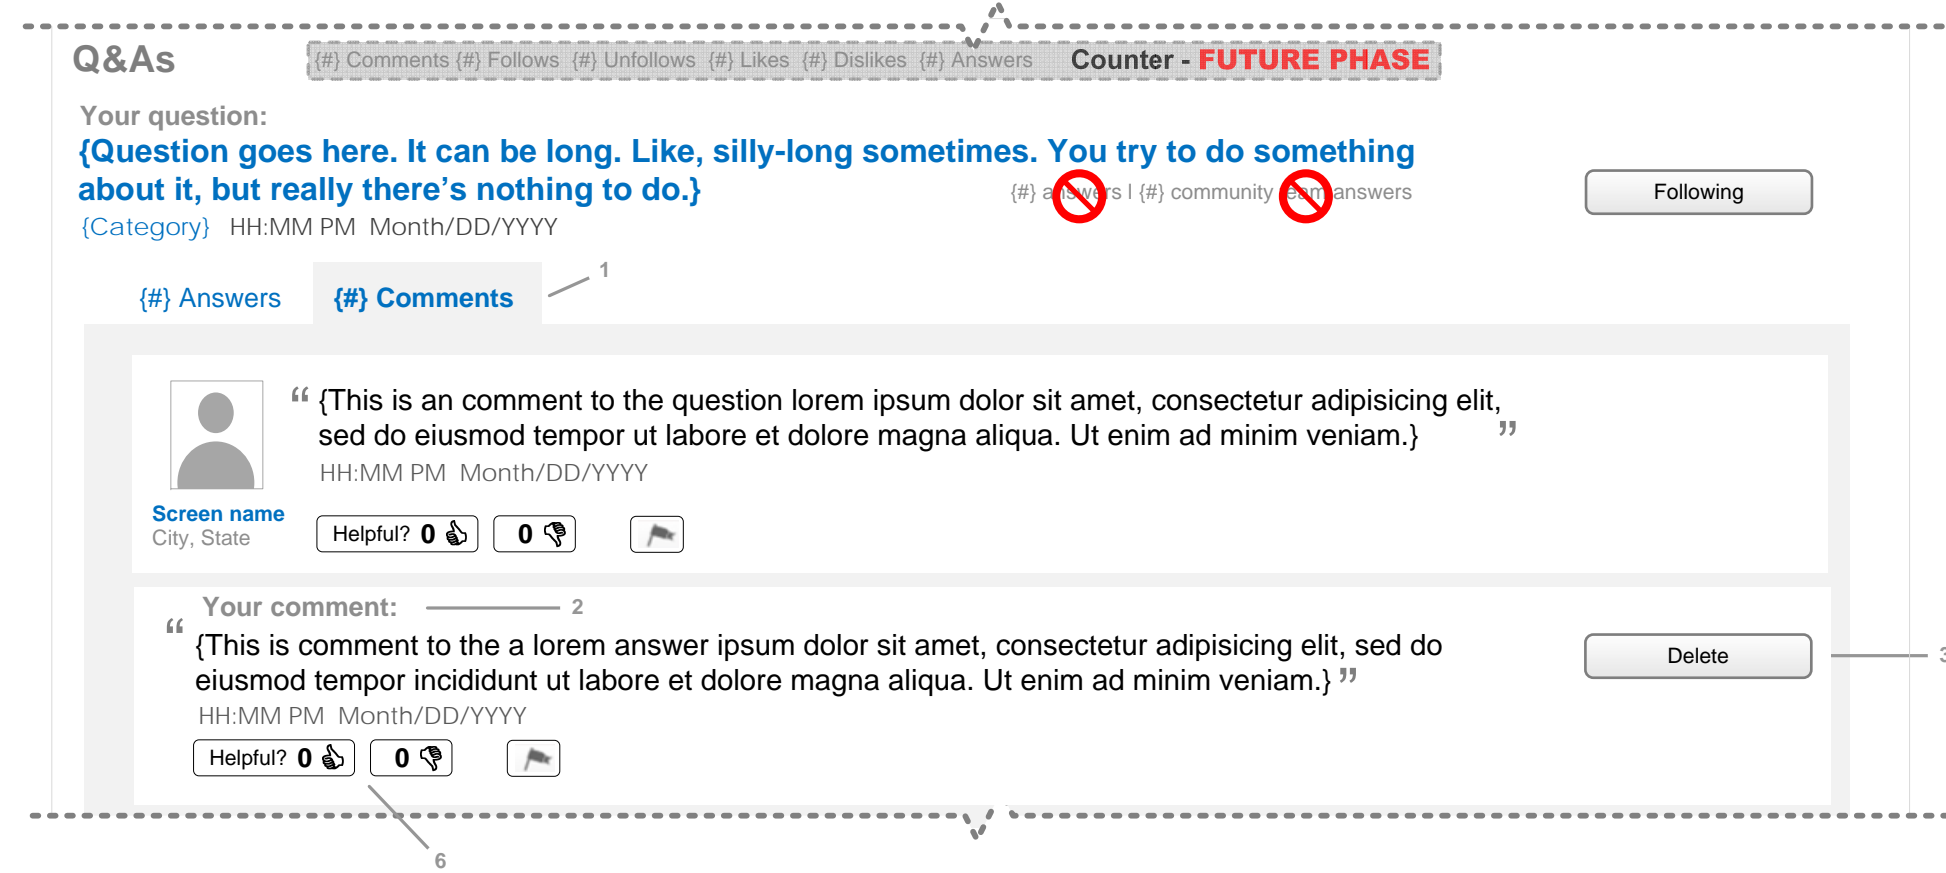 Q&As
{#} Comments {#} Follows {#} Unfollows {#} Likes {#} Dislikes {#} Answers Counter - FUTURE PHASE
Your question:
{Question goes here. It can be long. Like, silly-long sometimes. You try to do something
about it, but really there’s nothing to do.}
{#} answers I {#} community team answers
Following
{Category} HH:MM PM Month/DD/YYYY
1
{#} Answers {#} Comments
“ {This is an comment to the question lorem ipsum dolor sit amet, consectetur adipisicing elit,
sed do eiusmod tempor ut labore et dolore magna aliqua. Ut enim ad minim veniam.} ”
HH:MM PM Month/DD/YYYY
Screen name
City, State
Helpful? 0 0
Your comment: 2
“ {This is comment to the a lorem answer ipsum dolor sit amet, consectetur adipisicing elit, sed do
eiusmod tempor incididunt ut labore et dolore magna aliqua. Ut enim ad minim veniam.} ”
Delete 3
HH:MM PM Month/DD/YYYY
Helpful? 0 0
6